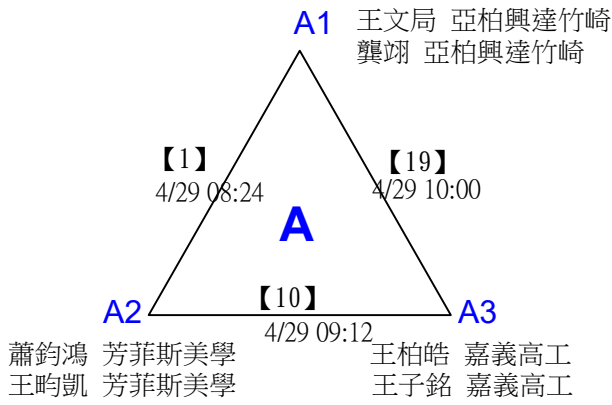 A1 王文局 亞柏興達竹崎
龔翊 亞柏興達竹崎
【1】 【19】
4/29 08:24 4/29 10:00
A
【10】
A2 A3
4/29 09:12
蕭鈞鴻 芳菲斯美學 王柏皓 嘉義高工
王畇凱 芳菲斯美學 王子銘 嘉義高工